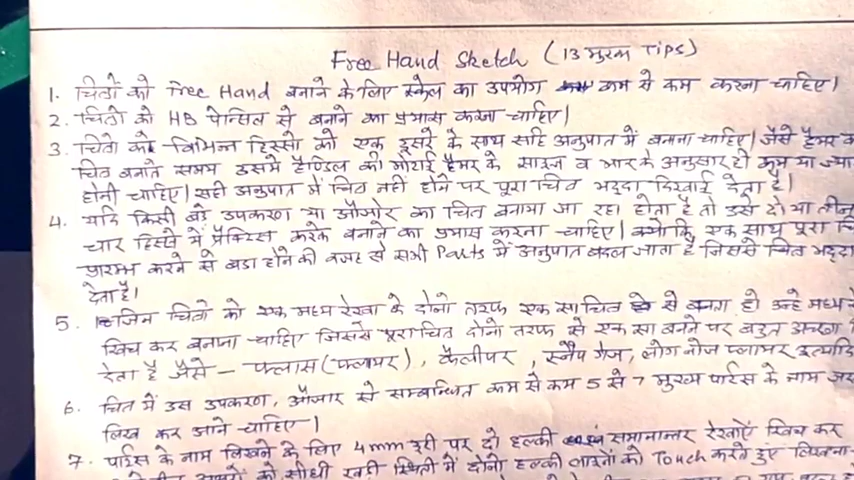 Free Hand Sketch (13 मुख्य Tips)
1. चित्रों को Free Hand बनाने के लिए स्केल का उपयोग कम से कम करना चाहिए।
2. चित्रों को HB पेन्सिल से बनाने का प्रयास करना चाहिए।
3. चित्रों को विभिन्न हिस्सों को एक दूसरे के साथ सहि अनुपात में बनाना चाहिए। जैसे हैमर
चित्र बनाते समय उसमे हैण्डिल की मोटाई हैमर के साइज व भार के अनुसार ही कम या
होनी चाहिए। सही अनुपात में चित्र नहीं होने पर पूरा चित्र भद्दा दिखाई देता है।
4. यदि किसी बडे उपकरण या औजोर का चित्र बनाया जा रहा होता है तो उसे दो या तीन
चार हिस्से में प्रैक्टिस करके बनाने का प्रयास करना चाहिए। क्योकि एक साथ पूरा
प्रारम्भ करने से बडा होने की वजह से सभी Parts में अनुपात बदल जाता है जिससे चित्र भद्दा
देता है।
5. जिन चित्रो को एक मध्य रेखा के दोनो तरफ एक सा चित्र से बनता हो उन्हे मध्य
खिच कर बनाना चाहिए जिससे पूरा चित्र दोनो तरफ से एक सा बनने पर बहुत अच्छा
देता है जैसे - प्लास (प्लायर), कैलीपर, स्नैप गेज, लोग नोज प्लायर इत्यादि
6. चित्र में उस उपकरण, औजार से सम्बन्धित कम से कम 5 से 7 मुख्य पार्टस के नाम
लिख कर जाने चाहिए।
7. पार्टस के नाम लिखने के लिए 4mm दूरी पर दो हल्की समानान्तर रेखाएँ खिच कर
को सीधी खडी स्थिती में दोनो हल्की लाइनों को Touch करते हुए लिखना